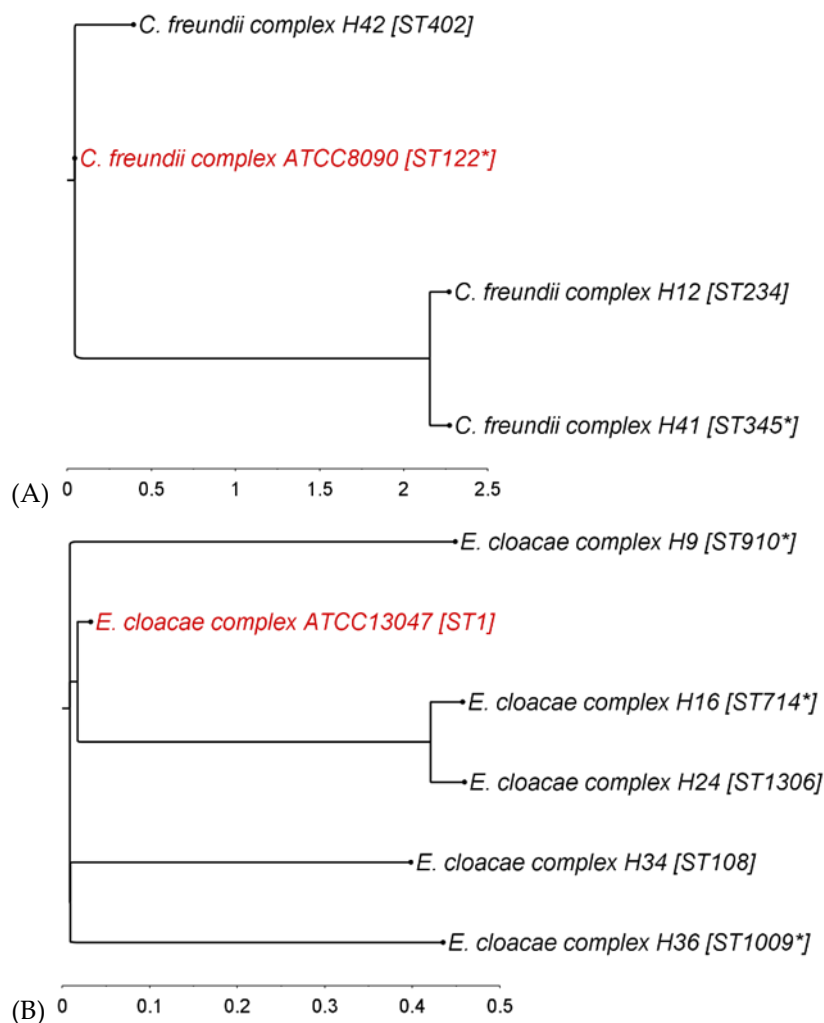 C. freundii complex H42 [ST402]
C. freundii complex ATCC8090 [ST122*]
C. freundii complex H12 [ST234]
C. freundii complex H41 [ST345*]
(A)
0 0.5 1 1.5 2 2.5
E. cloacae complex H9 [ST910*]
E. cloacae complex ATCC13047 [ST1]
E. cloacae complex H16 [ST714*]
E. cloacae complex H24 [ST1306]
E. cloacae complex H34 [ST108]
E. cloacae complex H36 [ST1009*]
(B)
0 0.1 0.2 0.3 0.4 0.5